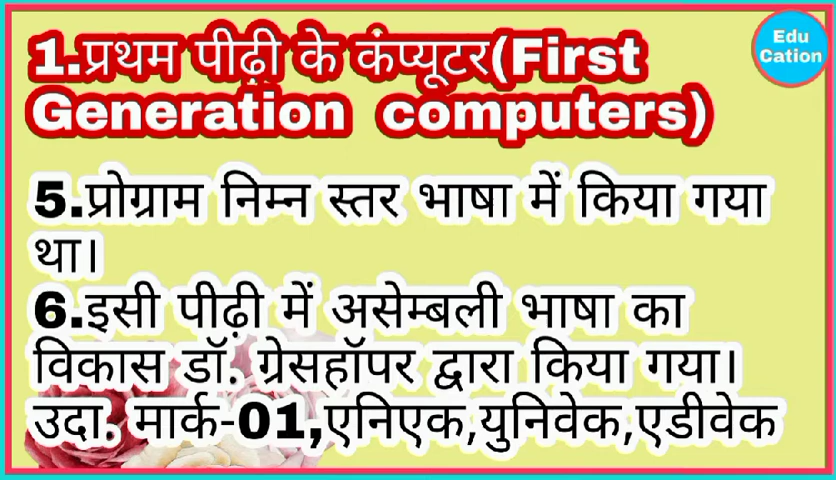 1.प्रथम पीढ़ी के कंप्यूटर(First
Generation computers)
Edu
Cation
5.प्रोग्राम निम्न स्तर भाषा में किया गया
था।
6.इसी पीढ़ी में असेम्बली भाषा का
विकास डॉ. ग्रेसहॉपर द्वारा किया गया।
उदा. मार्क-01,एनिएक,युनिवेक,एडीवेक